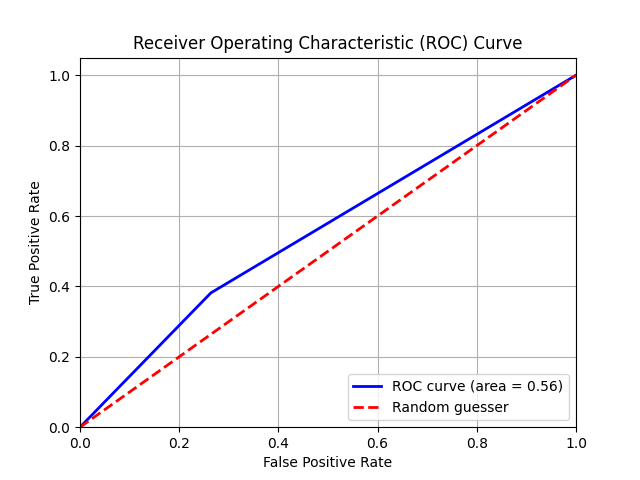 Receiver Operating Characteristic (ROC) Curve
True Positive Rate
1.0
0.8
0.6
0.4
0.2
0.0
0.0 0.2 0.4 0.6 0.8 1.0
False Positive Rate
ROC curve (area = 0.56)
Random guesser